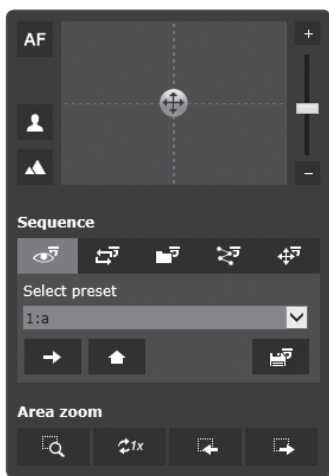 AF
+
−
Sequence
Select preset
1:a
1x
Area zoom